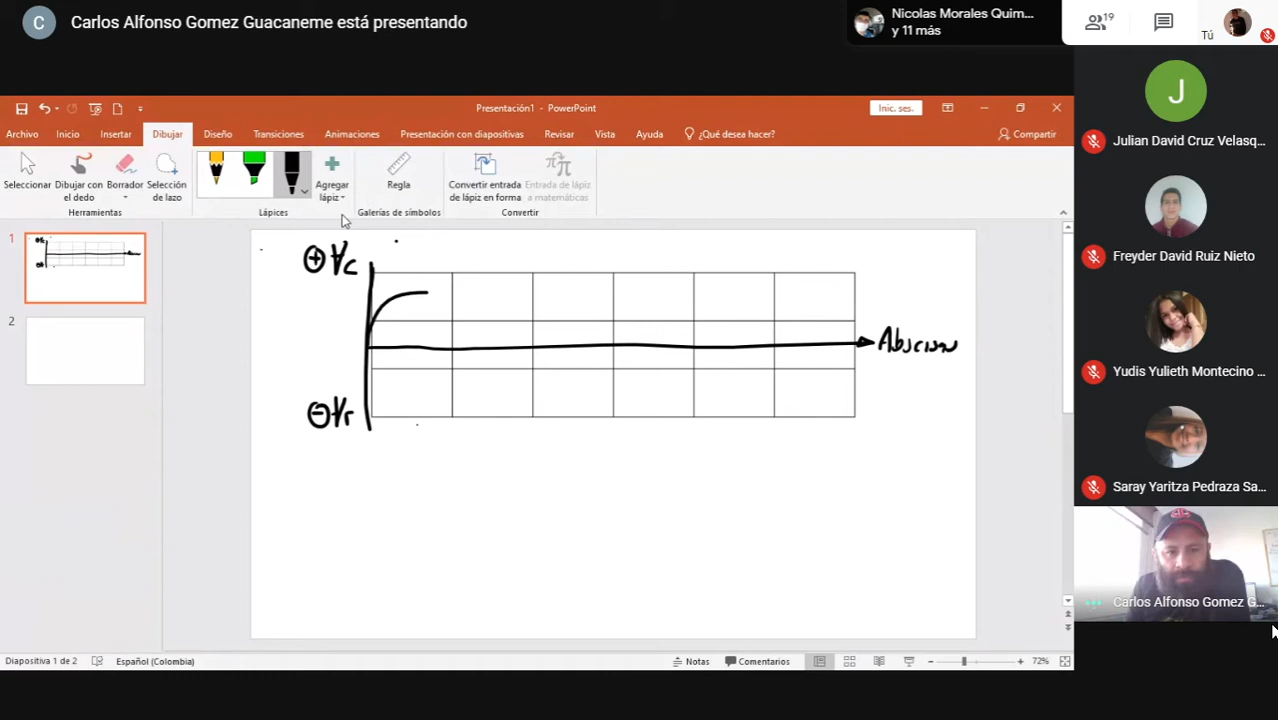 C Carlos Alfonso Gomez Guacaneme está presentando
Nicolas Morales Quim...
y 11 más
19
Tú
Presentación1 - PowerPoint
Inic. ses.
Archivo Inicio Insertar Dibujar Diseño Transiciones Animaciones Presentación con diapositivas Revisar Vista Ayuda ¿Qué desea hacer? Compartir
Seleccionar
Dibujar con
el dedo
Borrador
Selección
de lazo
Agregar
lápiz
Regla
Convertir entrada
de lápiz en forma
Entrada de lápiz
a matemáticas
Herramientas Lápices Galerías de símbolos Convertir
1
2
+ Vc
- Vr
Abscisas
J
Julian David Cruz Velasq...
Freyder David Ruiz Nieto
Yudis Yulieth Montecino ...
Saray Yaritza Pedraza Sa...
Carlos Alfonso Gomez G...
Diapositiva 1 de 2 Español (Colombia) Notas Comentarios 72%